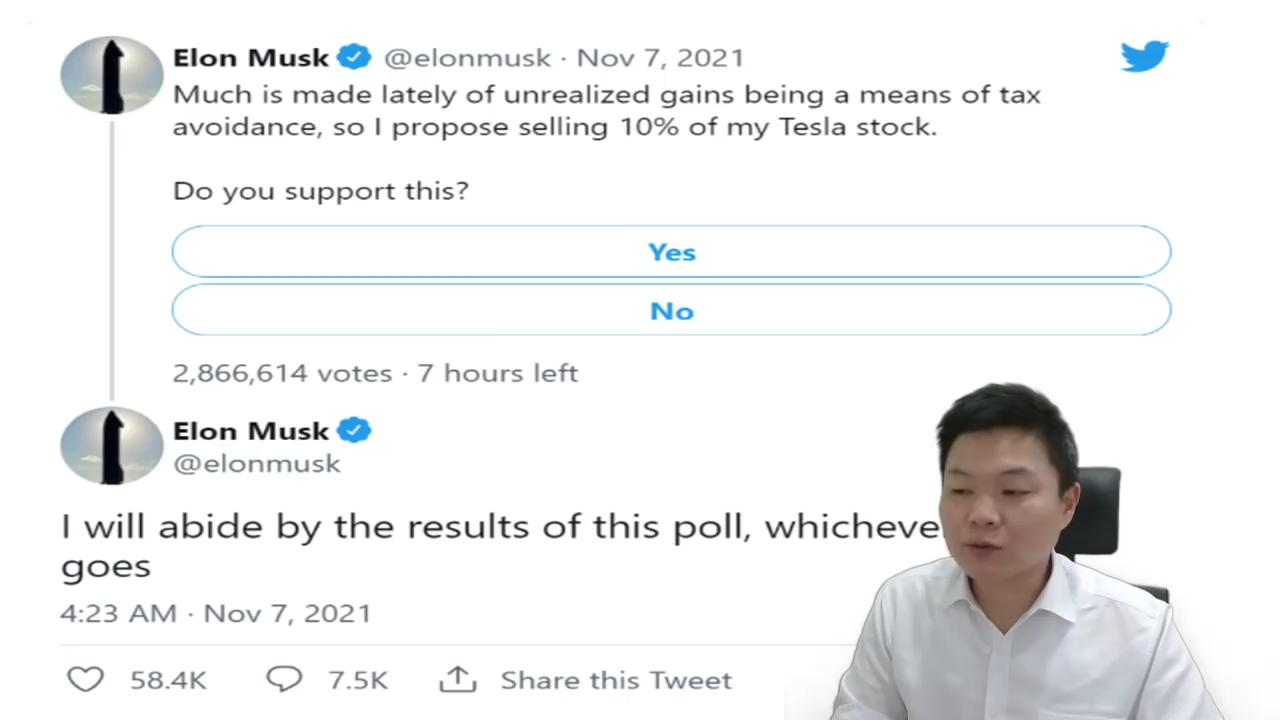 Elon Musk @elonmusk · Nov 7, 2021
Much is made lately of unrealized gains being a means of tax
avoidance, so I propose selling 10% of my Tesla stock.
Do you support this?
Yes
No
2,866,614 votes · 7 hours left
Elon Musk
@elonmusk
I will abide by the results of this poll, whicheve
goes
4:23 AM · Nov 7, 2021
58.4K 7.5K Share this Tweet